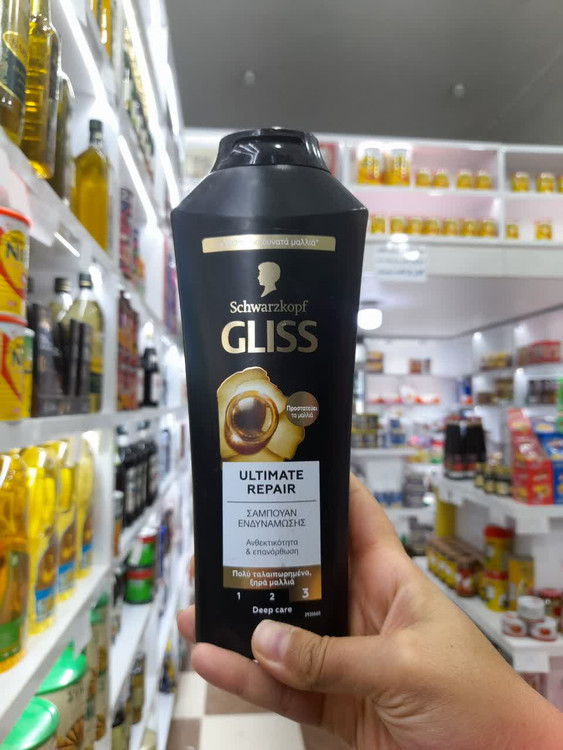 δυνατά μαλλιά*
Schwarzkopf
GLISS
Προστατεύει
τα μαλλιά
ULTIMATE
REPAIR
ΣΑΜΠΟΥΑΝ
ΕΝΔΥΝΑΜΩΣΗΣ
Ανθεκτικότητα
& επανόρθωση
Πολύ ταλαιπωρημένα,
ξηρά μαλλιά
1 2 3
Deep care